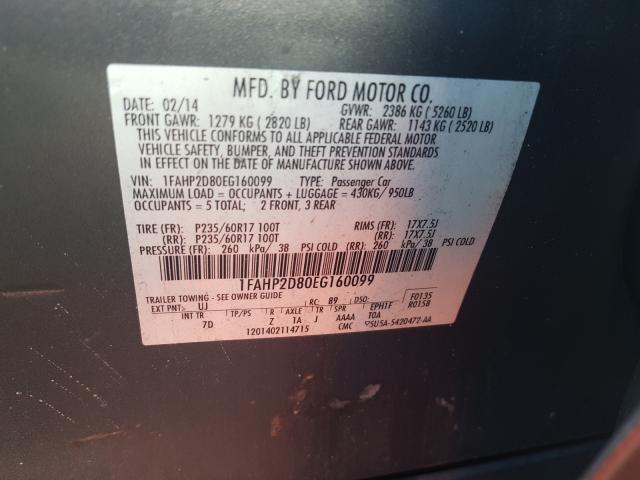 MFD. BY FORD MOTOR CO.
DATE: 02/14 GVWR: 2386 KG ( 5260 LB)
FRONT GAWR: 1279 KG ( 2820 LB) REAR GAWR: 1143 KG ( 2520 LB)
THIS VEHICLE CONFORMS TO ALL APPLICABLE FEDERAL MOTOR
VEHICLE SAFETY, BUMPER, AND THEFT PREVENTION STANDARDS
IN EFFECT ON THE DATE OF MANUFACTURE SHOWN ABOVE.
VIN: 1FAHP2D80EG160099 TYPE: Passenger Car
MAXIMUM LOAD = OCCUPANTS + LUGGAGE = 430KG/ 950LB
OCCUPANTS = 5 TOTAL; 2 FRONT, 3 REAR
TIRE (FR): P235/60R17 100T RIMS (FR): 17X7.5J
(RR): P235/60R17 100T (RR): 17X7.5J
PRESSURE (FR): 260 kPa/ 38 PSI COLD (RR): 260 kPa/ 38 PSI COLD
1FAHP2D80EG160099
TRAILER TOWING - SEE OWNER GUIDE
EXT PNT: UJ RC: 89 DSO: F0135
R0158
INT TR TP/PS R AXLE TR SPR EPH1F
7D Z 1A J AAAA TOA
1201402114715 CMC